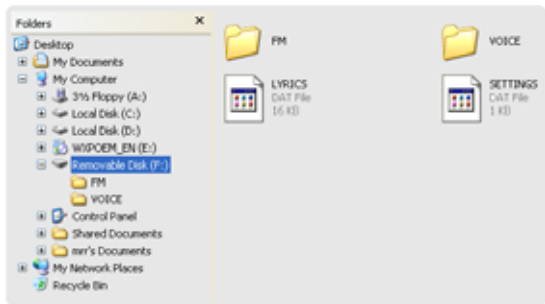 Folders
Desktop
My Documents
My Computer
3½ Floppy (A:)
Local Disk (C:)
Local Disk (D:)
WXPOEM_EN (E:)
Removable Disk (F:)
FM
VOICE
Control Panel
Shared Documents
mrr's Documents
My Network Places
Recycle Bin
FM
VOICE
LYRICS
DAT File
16 KB
SETTINGS
DAT File
1 KB